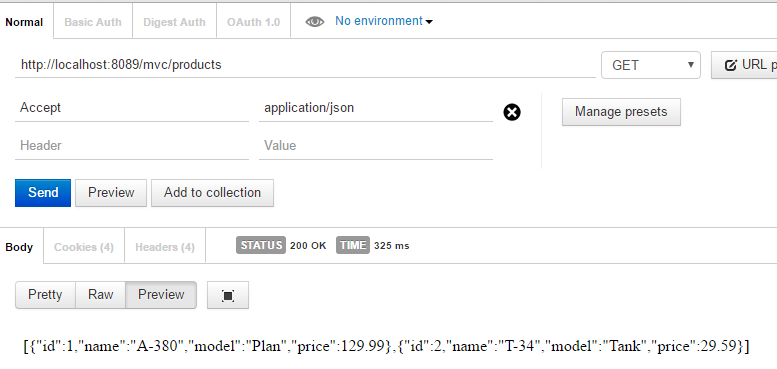 Normal Basic Auth Digest Auth OAuth 1.0 No environment
http://localhost:8089/mvc/products GET URL p
Accept application/json Manage presets
Header Value
Send Preview Add to collection
Body Cookies (4) Headers (4) STATUS 200 OK TIME 325 ms
Pretty Raw Preview
[{"id":1,"name":"A-380","model":"Plan","price":129.99},{"id":2,"name":"T-34","model":"Tank","price":29.59}]